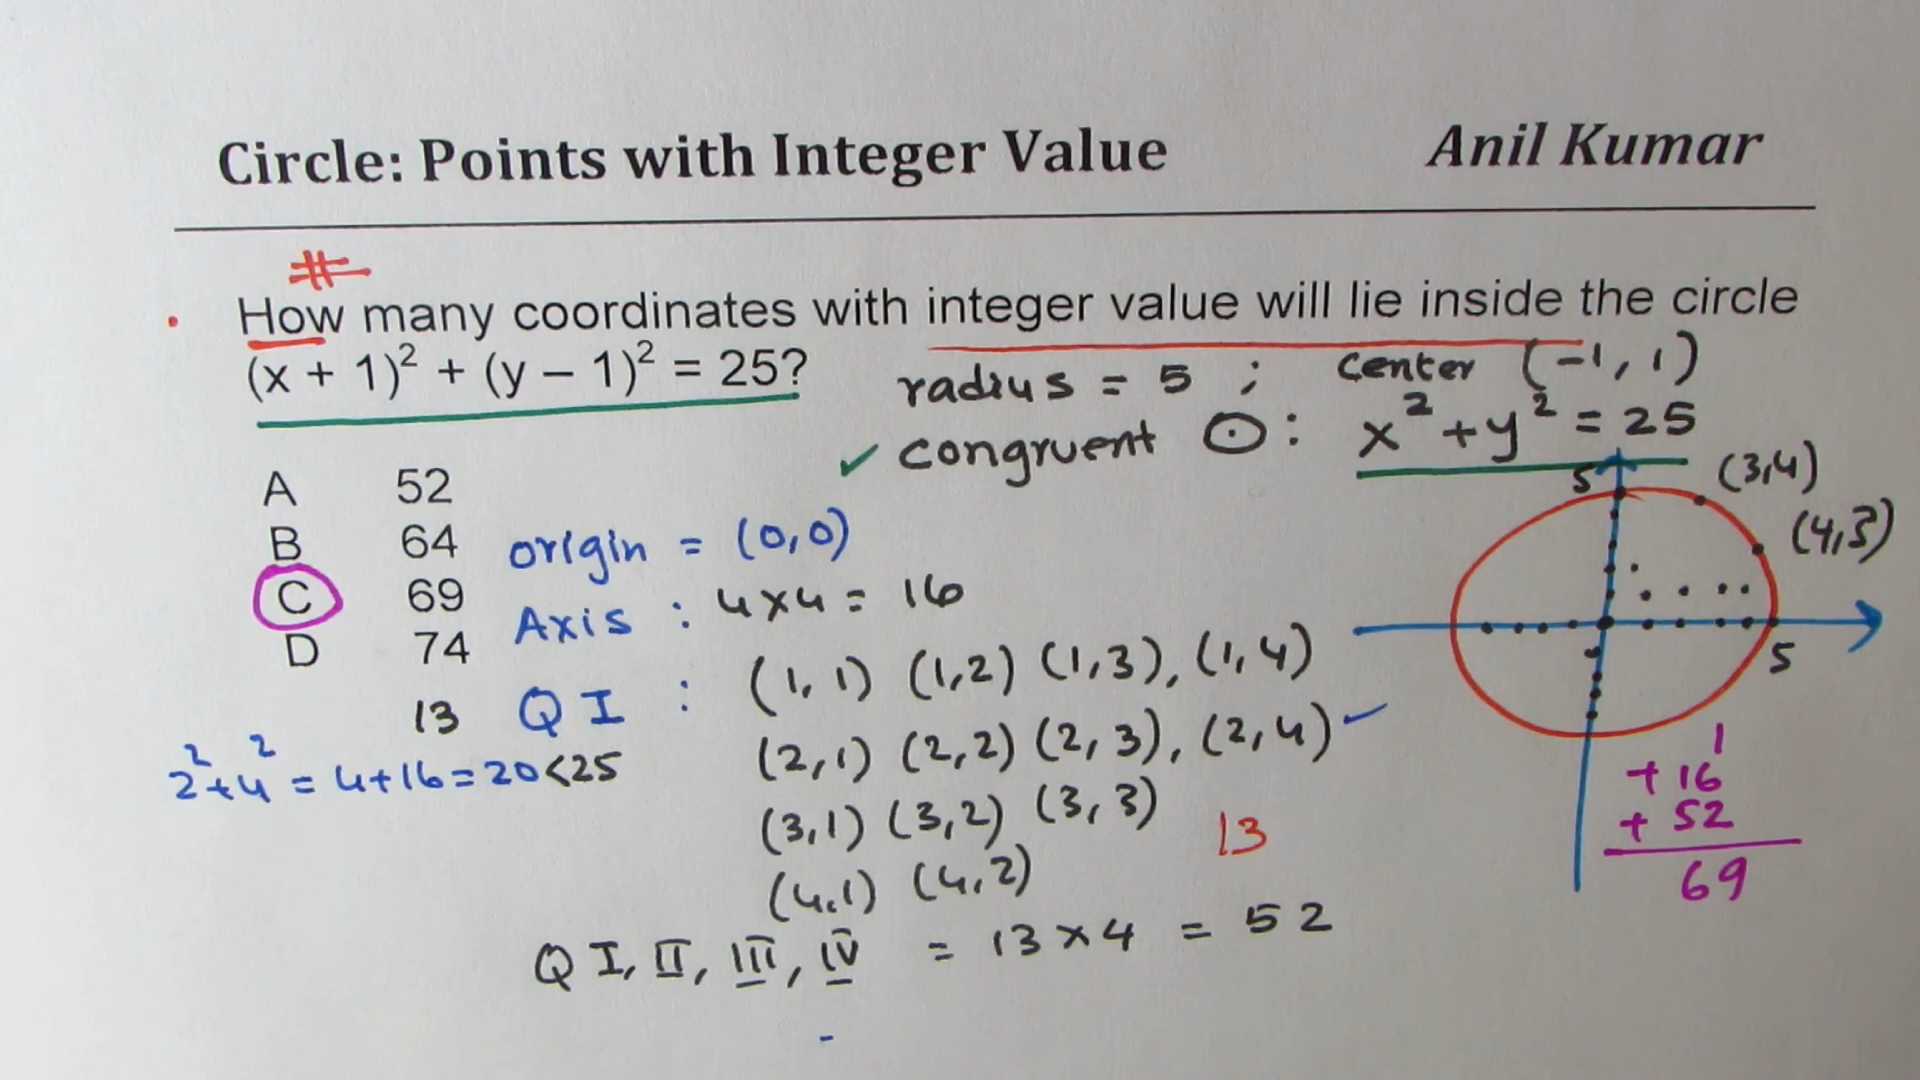 Circle: Points with Integer Value Anil Kumar
How many coordinates with integer value will lie inside the circle
(x + 1)² + (y – 1)² = 25?
radius = 5 ; center (-1, 1)
✓ congruent ⊙: x² + y² = 25
A 52
B 64
C 69
D 74
origin = (0,0)
Axis : 4×4 = 16
13 Q I : (1, 1) (1,2) (1,3), (1,4)
(2,1) (2,2) (2,3), (2,4)
2²+4² = 4+16=20<25
(3,1) (3,2) (3,3)
13
(4,1) (4,2)
Q I, II, III, IV = 13×4 = 52
5
(3,4)
(4,3)
5
1
+ 16
+ 52
69